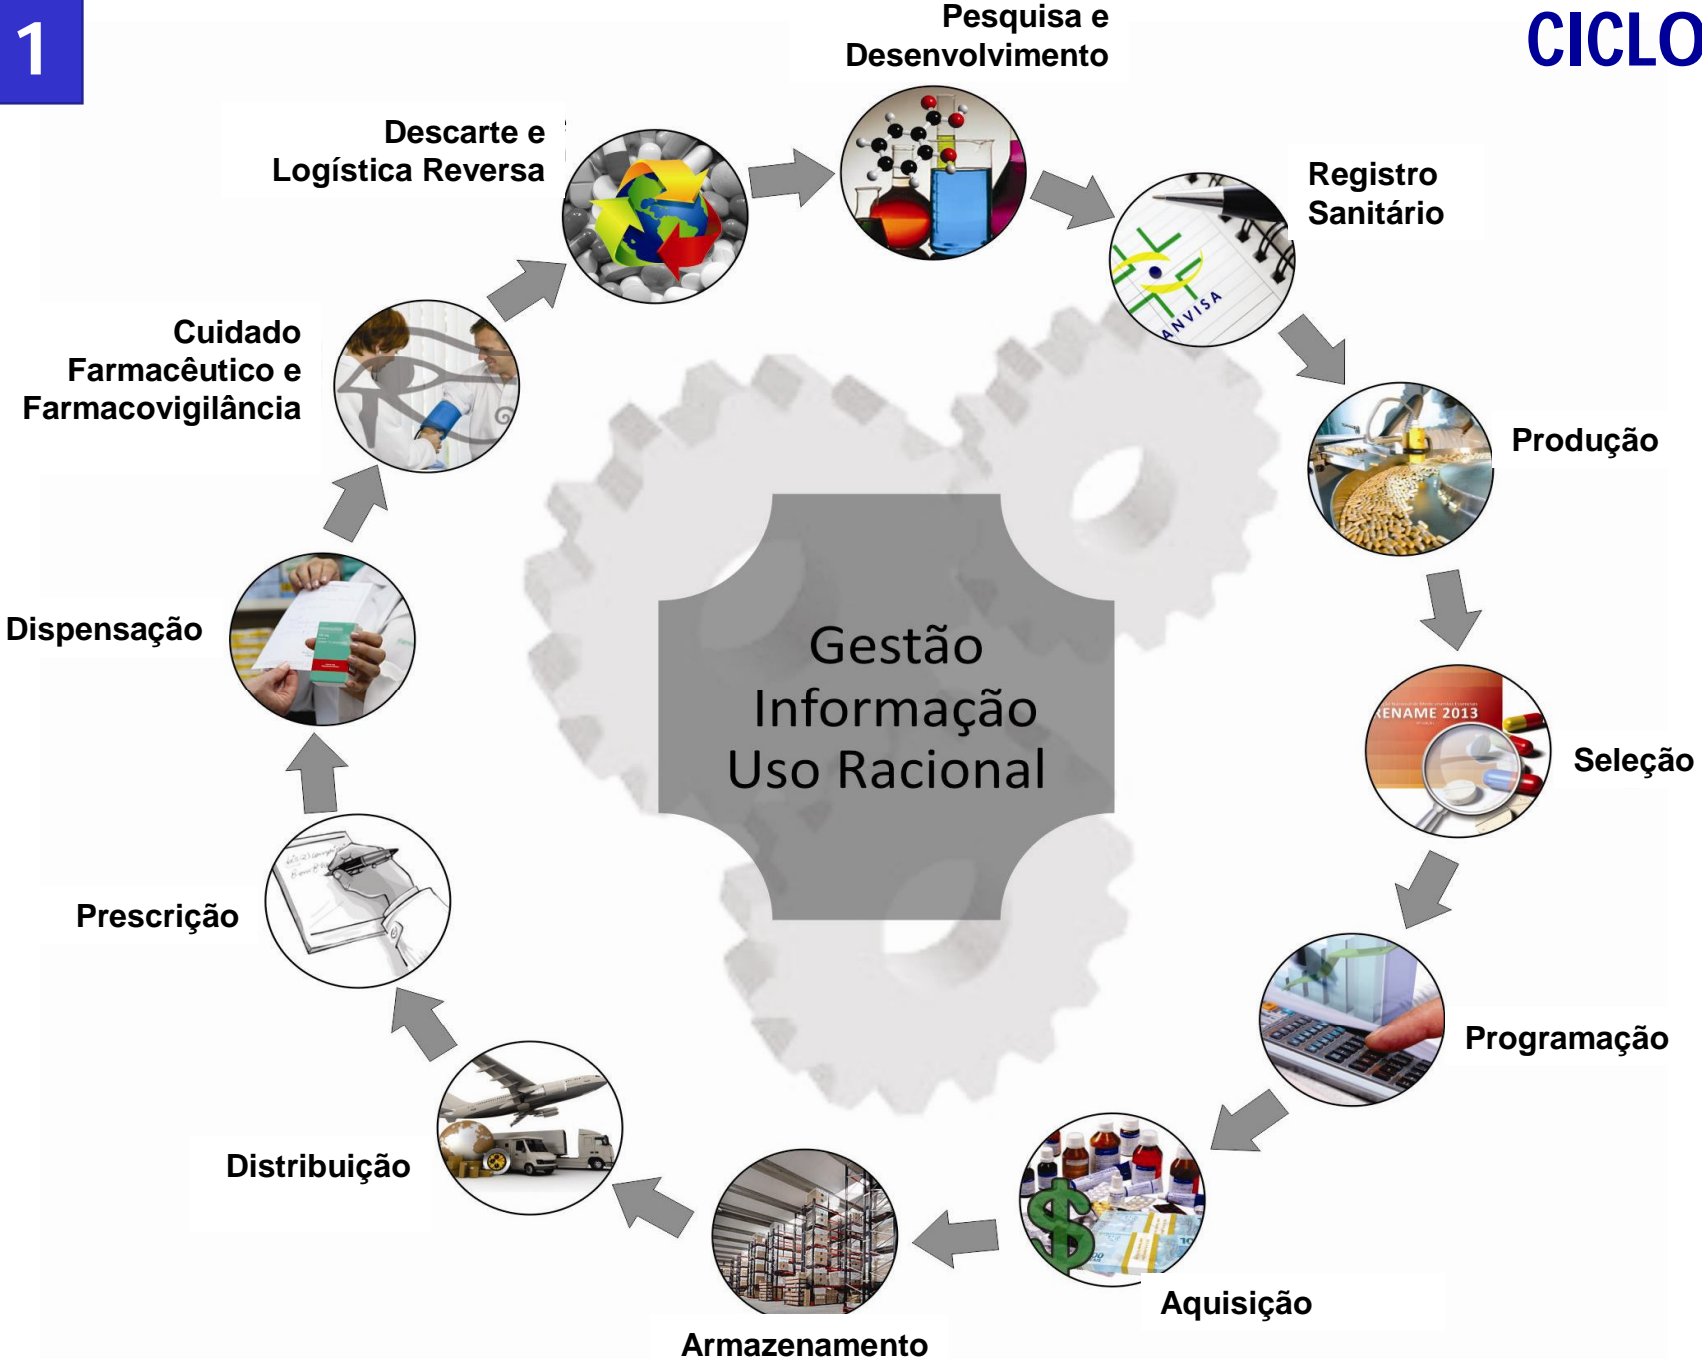 1
CICLO
Pesquisa e
Desenvolvimento
Registro
Sanitário
ANVISA
Produção
RENAME 2013
Seleção
Programação
Aquisição
Armazenamento
Distribuição
Prescrição
Dispensação
Cuidado
Farmacêutico e
Farmacovigilância
Descarte e
Logística Reversa
Gestão
Informação
Uso Racional